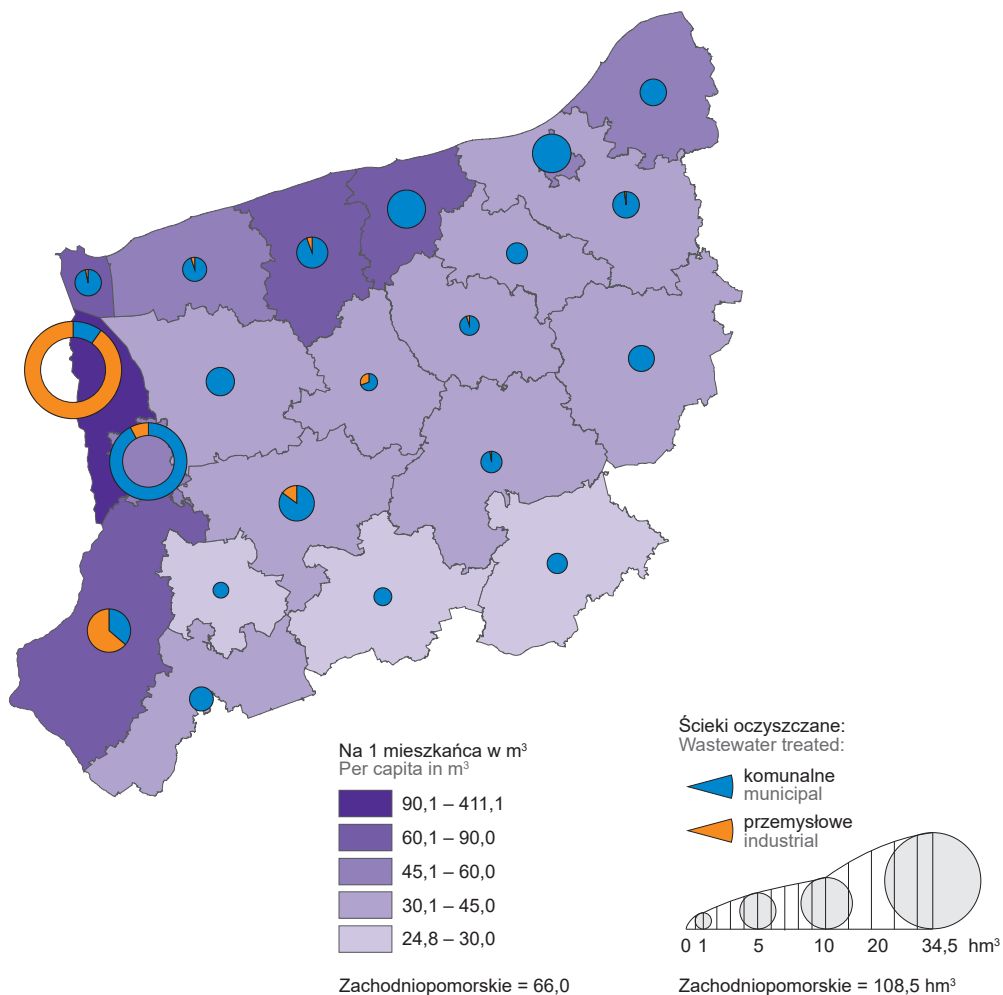 Na 1 mieszkańca w m³
Per capita in m³
90,1 – 411,1
60,1 – 90,0
45,1 – 60,0
30,1 – 45,0
24,8 – 30,0
Zachodniopomorskie = 66,0
Ścieki oczyszczane:
Wastewater treated:
komunalne
municipal
przemysłowe
industrial
0 1 5 10 20 34,5 hm³
Zachodniopomorskie = 108,5 hm³